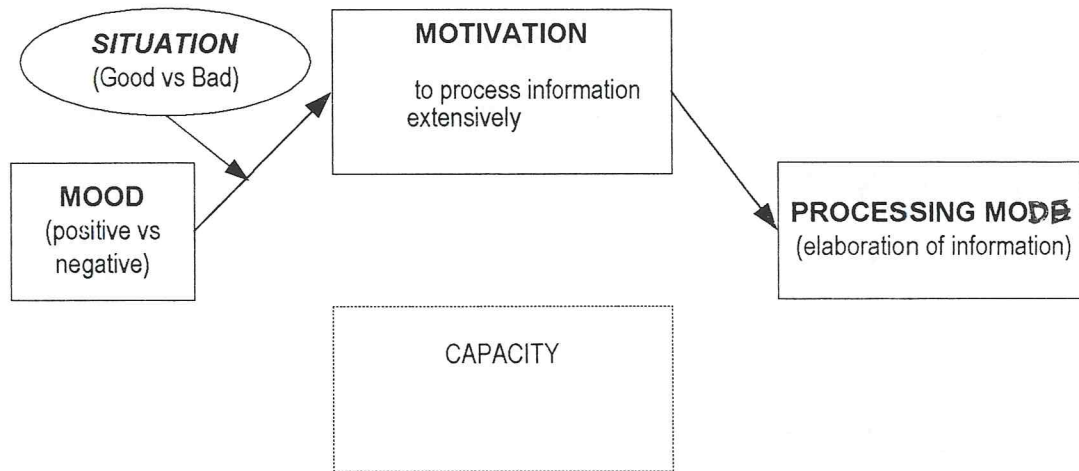 SITUATION
(Good vs Bad)
MOTIVATION
to process information
extensively
MOOD
(positive vs
negative)
PROCESSING MODE
(elaboration of information)
CAPACITY